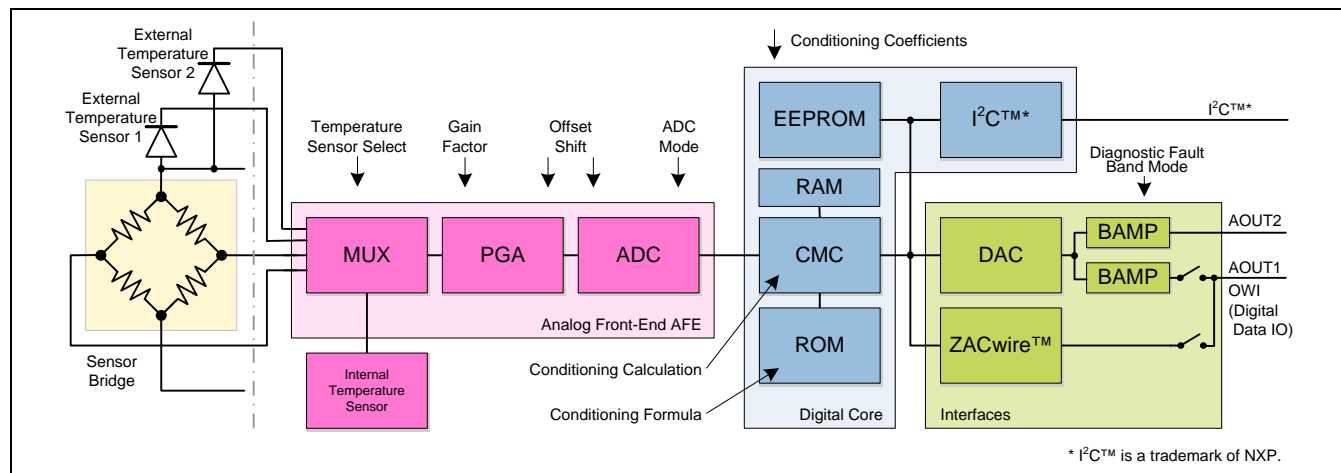 External
Temperature
Sensor 2
External
Temperature
Sensor 1
Temperature
Sensor Select
Gain
Factor
Offset
Shift
ADC
Mode
Conditioning Coefficients
EEPROM
I²C™*
I²C™*
RAM
Diagnostic Fault
Band Mode
MUX
PGA
ADC
CMC
DAC
BAMP
AOUT2
BAMP
AOUT1
OWI
(Digital
Data IO)
Analog Front-End AFE
ROM
ZACwire™
Sensor
Bridge
Internal
Temperature
Sensor
Conditioning Calculation
Conditioning Formula
Digital Core
Interfaces
* I²C™ is a trademark of NXP.